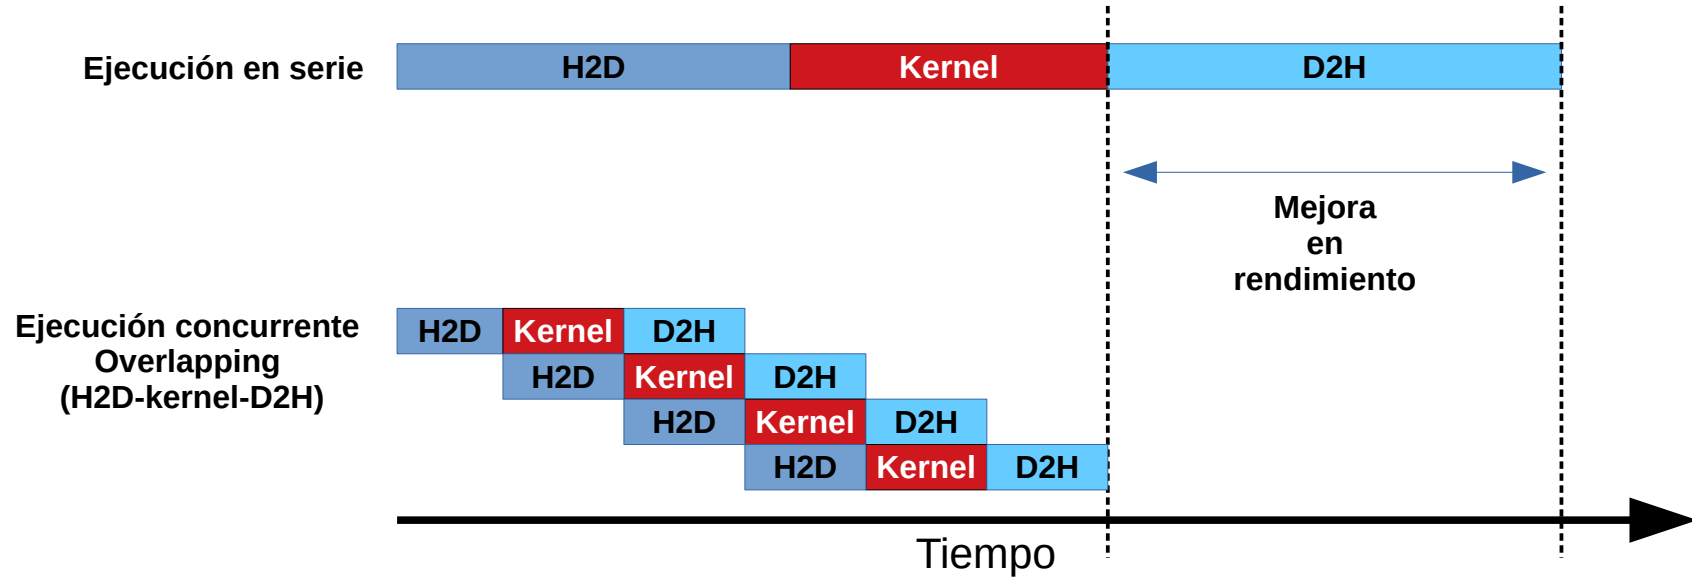 Ejecución en serie
H2D Kernel D2H
Mejora
en
rendimiento
Ejecución concurrente
Overlapping
(H2D-kernel-D2H)
H2D Kernel D2H
H2D Kernel D2H
H2D Kernel D2H
H2D Kernel D2H
Tiempo